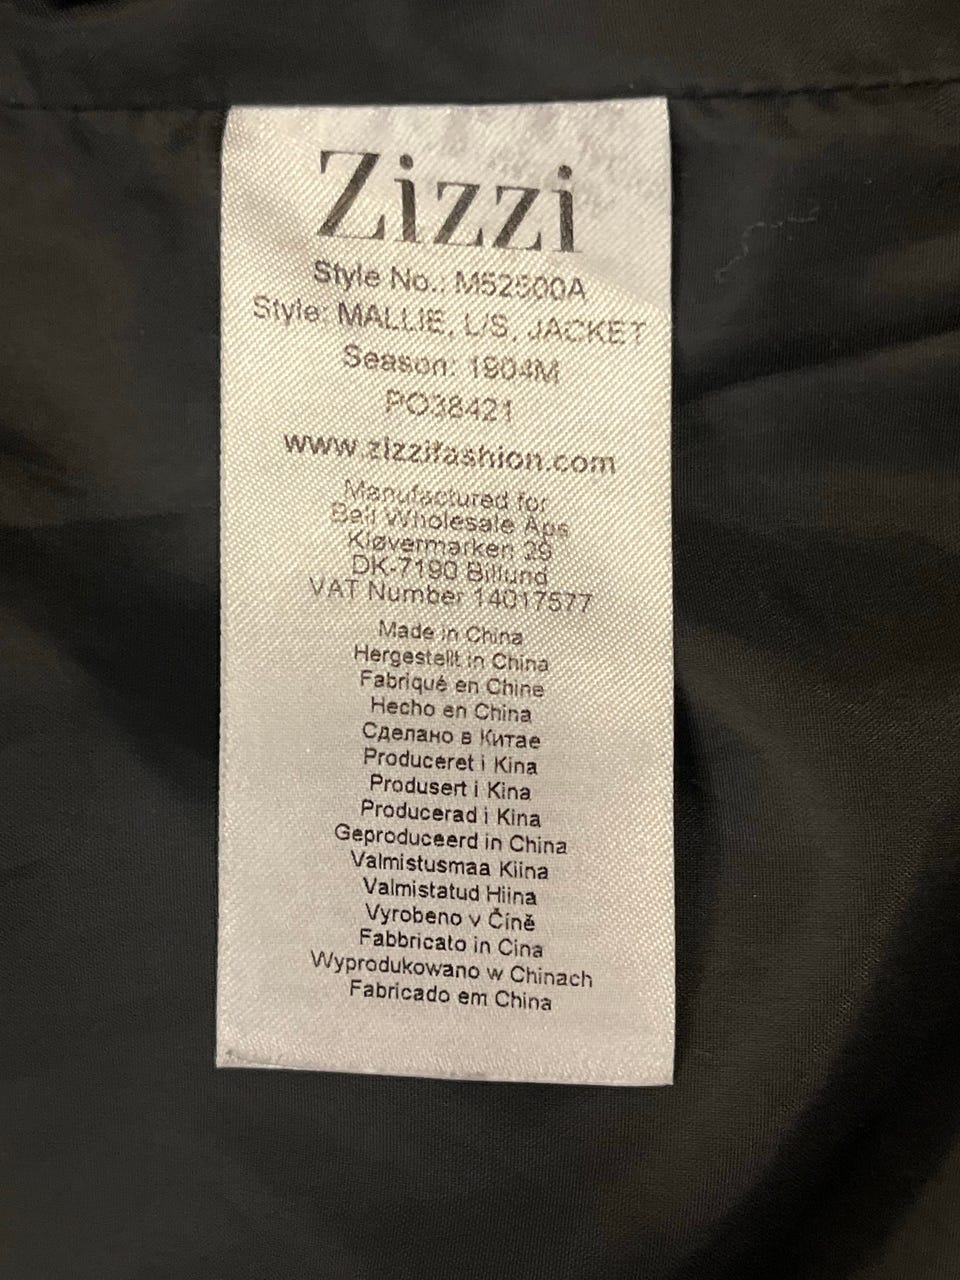 Zizzi
Style No.: M52500A
Style: MALLIE, L/S, JACKET
Season: 1904M
PO38421
www.zizzifashion.com
Manufactured for
Ball Wholesale Aps
Kløvermarken 29
DK-7190 Billund
VAT Number 14017577
Made in China
Hergestellt in China
Fabriqué en Chine
Hecho en China
Сделано в Китае
Produceret i Kina
Produsert i Kina
Producerad i Kina
Geproduceerd in China
Valmistusmaa Kiina
Valmistatud Hiina
Vyrobeno v Číně
Fabbricato in Cina
Wyprodukowano w Chinach
Fabricado em China